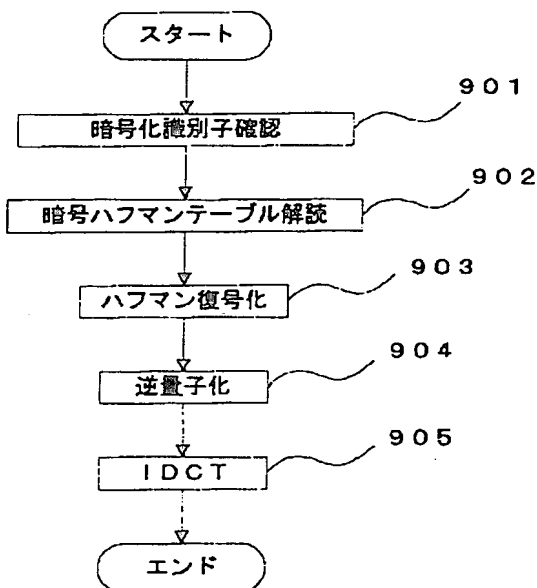 スタート
901
暗号化識別子確認
902
暗号ハフマンテーブル解読
903
ハフマン復号化
904
逆量子化
905
IDCT
エンド